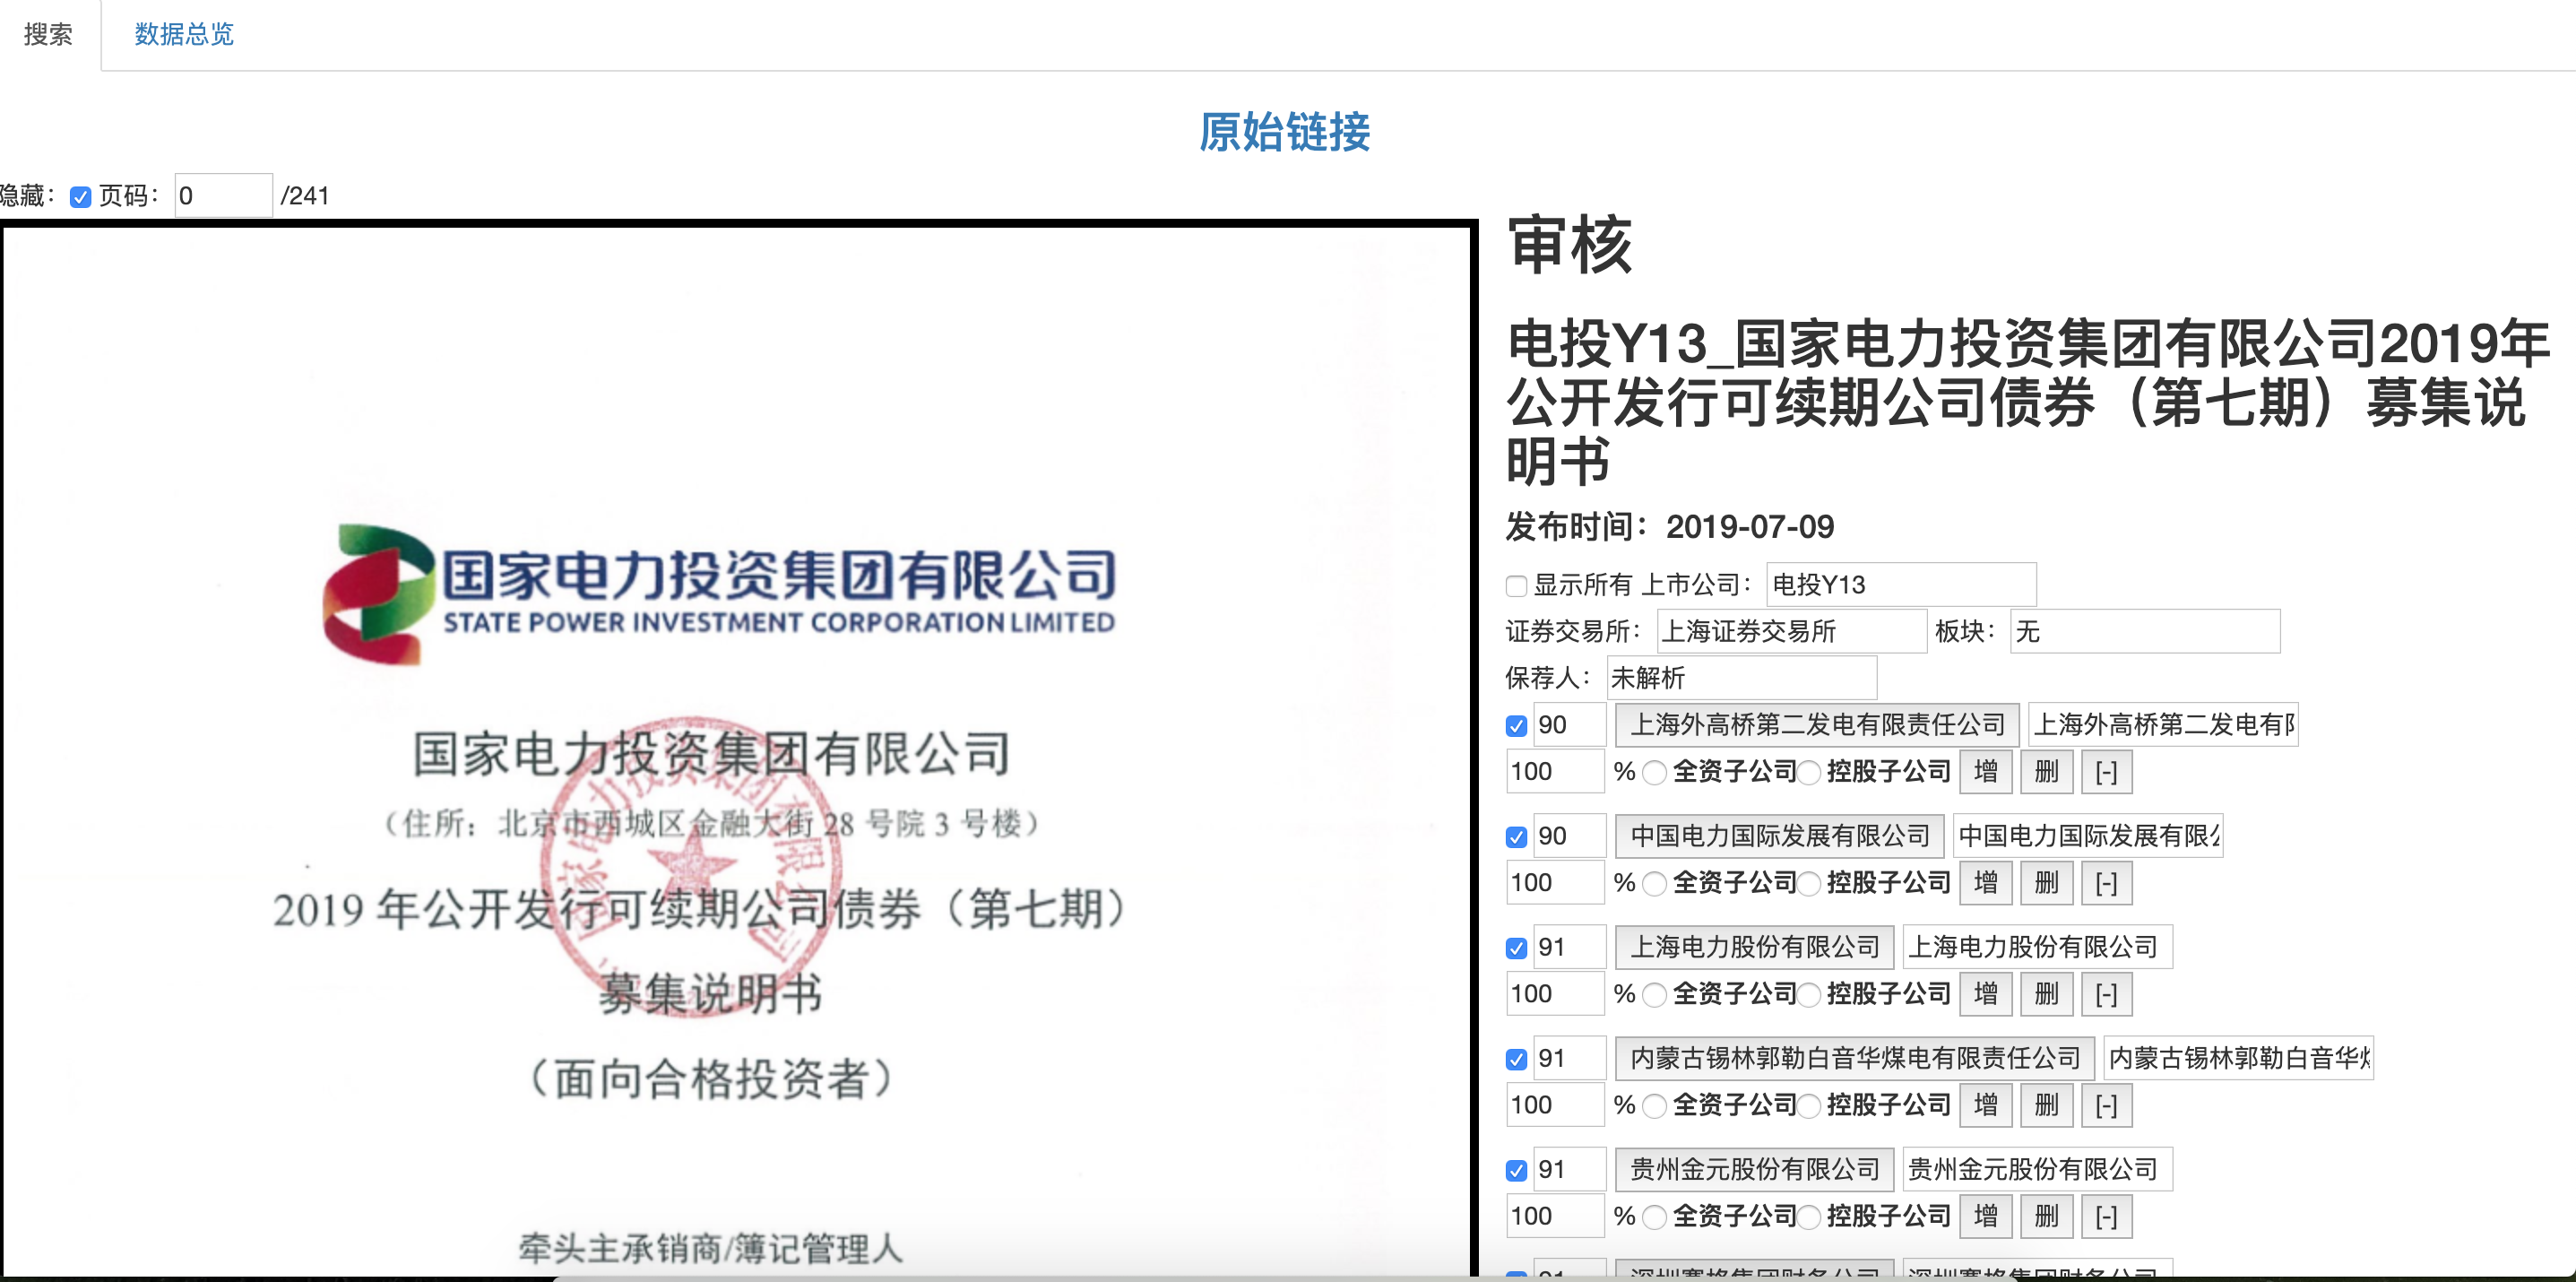 搜索 数据总览
原始链接
隐藏： 页码： 0 /241
国家电力投资集团有限公司
STATE POWER INVESTMENT CORPORATION LIMITED
国家电力投资集团有限公司
（住所：北京市西城区金融大街 28 号院 3 号楼）
2019 年公开发行可续期公司债券（第七期）
募集说明书
（面向合格投资者）
牵头主承销商/簿记管理人
国家电力投资集团有限公司
审核
电投Y13_国家电力投资集团有限公司2019年
公开发行可续期公司债券（第七期）募集说
明书
发布时间：2019-07-09
显示所有 上市公司： 电投Y13
证券交易所： 上海证券交易所 板块： 无
保荐人： 未解析
90 上海外高桥第二发电有限责任公司 上海外高桥第二发电有
100 % 全资子公司 控股子公司 增 删 [-]
90 中国电力国际发展有限公司 中国电力国际发展有限
100 % 全资子公司 控股子公司 增 删 [-]
91 上海电力股份有限公司 上海电力股份有限公司
100 % 全资子公司 控股子公司 增 删 [-]
91 内蒙古锡林郭勒白音华煤电有限责任公司 内蒙古锡林郭勒白音华
100 % 全资子公司 控股子公司 增 删 [-]
91 贵州金元股份有限公司 贵州金元股份有限公司
100 % 全资子公司 控股子公司 增 删 [-]